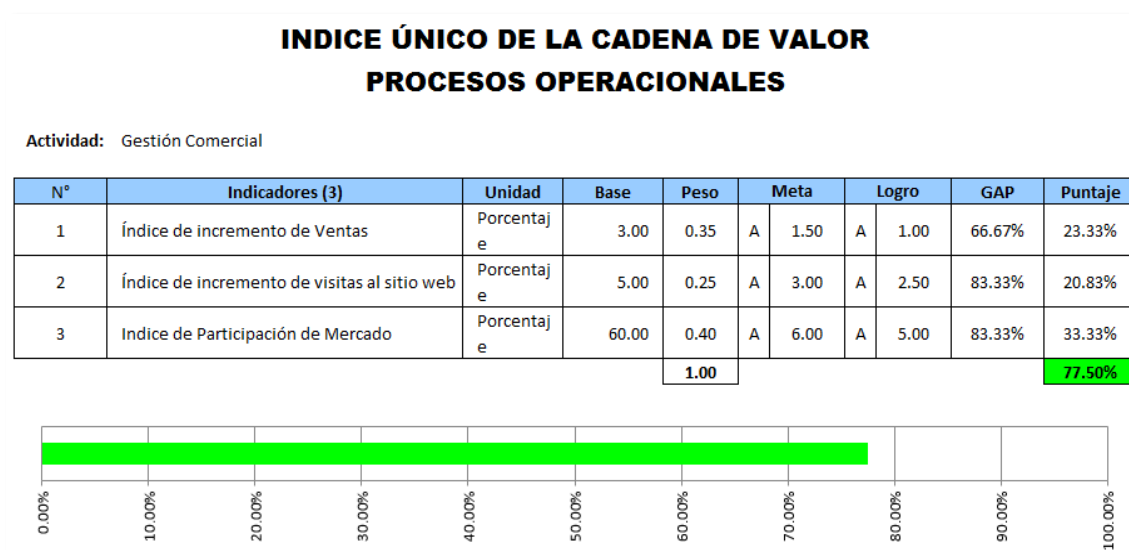 INDICE ÚNICO DE LA CADENA DE VALOR
PROCESOS OPERACIONALES
Actividad: Gestión Comercial
N° Indicadores (3) Unidad Base Peso Meta Logro GAP Puntaje
1 Índice de incremento de Ventas Porcentaj e 3.00 0.35 A 1.50 A 1.00 66.67% 23.33%
2 Índice de incremento de visitas al sitio web Porcentaj e 5.00 0.25 A 3.00 A 2.50 83.33% 20.83%
3 Indice de Participación de Mercado Porcentaj e 60.00 0.40 A 6.00 A 5.00 83.33% 33.33%
1.00 77.50%
0.00% 10.00% 20.00% 30.00% 40.00% 50.00% 60.00% 70.00% 80.00% 90.00% 100.00%